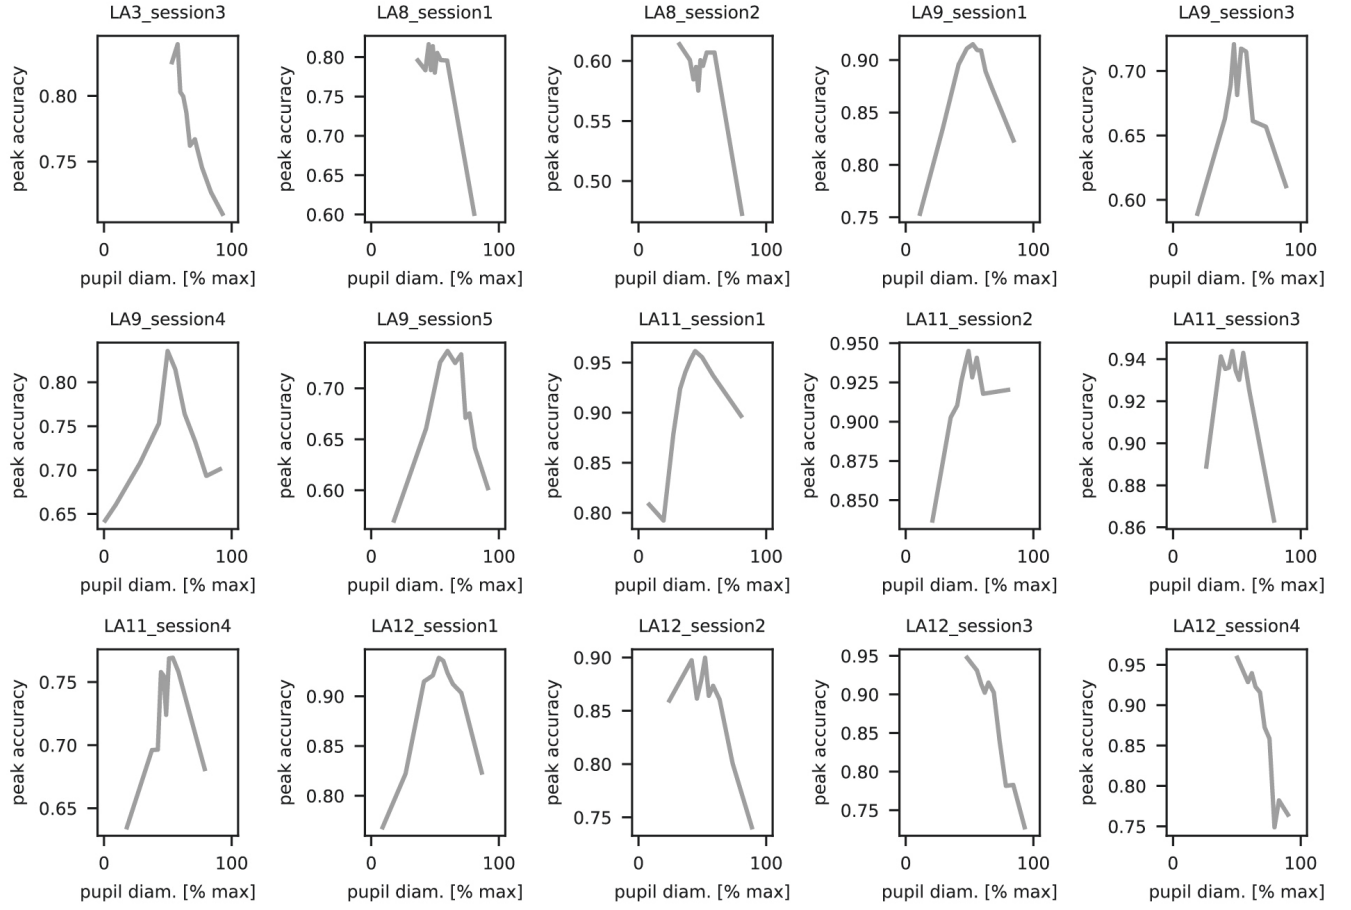 LA3_session3 LA8_session1 LA8_session2 LA9_session1 LA9_session3
peak accuracy peak accuracy peak accuracy peak accuracy peak accuracy
0.80 0.75
0.80 0.75 0.70 0.65 0.60
0.60 0.55 0.50
0.90 0.85 0.80 0.75
0.70 0.65 0.60
0 100 0 100 0 100 0 100 0 100
pupil diam. [% max] pupil diam. [% max] pupil diam. [% max] pupil diam. [% max] pupil diam. [% max]
LA9_session4 LA9_session5 LA11_session1 LA11_session2 LA11_session3
peak accuracy peak accuracy peak accuracy peak accuracy peak accuracy
0.80 0.75 0.70 0.65
0.70 0.65 0.60
0.95 0.90 0.85 0.80
0.950 0.925 0.900 0.875 0.850
0.94 0.92 0.90 0.88 0.86
0 100 0 100 0 100 0 100 0 100
pupil diam. [% max] pupil diam. [% max] pupil diam. [% max] pupil diam. [% max] pupil diam. [% max]
LA11_session4 LA12_session1 LA12_session2 LA12_session3 LA12_session4
peak accuracy peak accuracy peak accuracy peak accuracy peak accuracy
0.75 0.70 0.65
0.90 0.85 0.80
0.90 0.85 0.80 0.75
0.95 0.90 0.85 0.80 0.75
0.95 0.90 0.85 0.80 0.75
0 100 0 100 0 100 0 100 0 100
pupil diam. [% max] pupil diam. [% max] pupil diam. [% max] pupil diam. [% max] pupil diam. [% max]